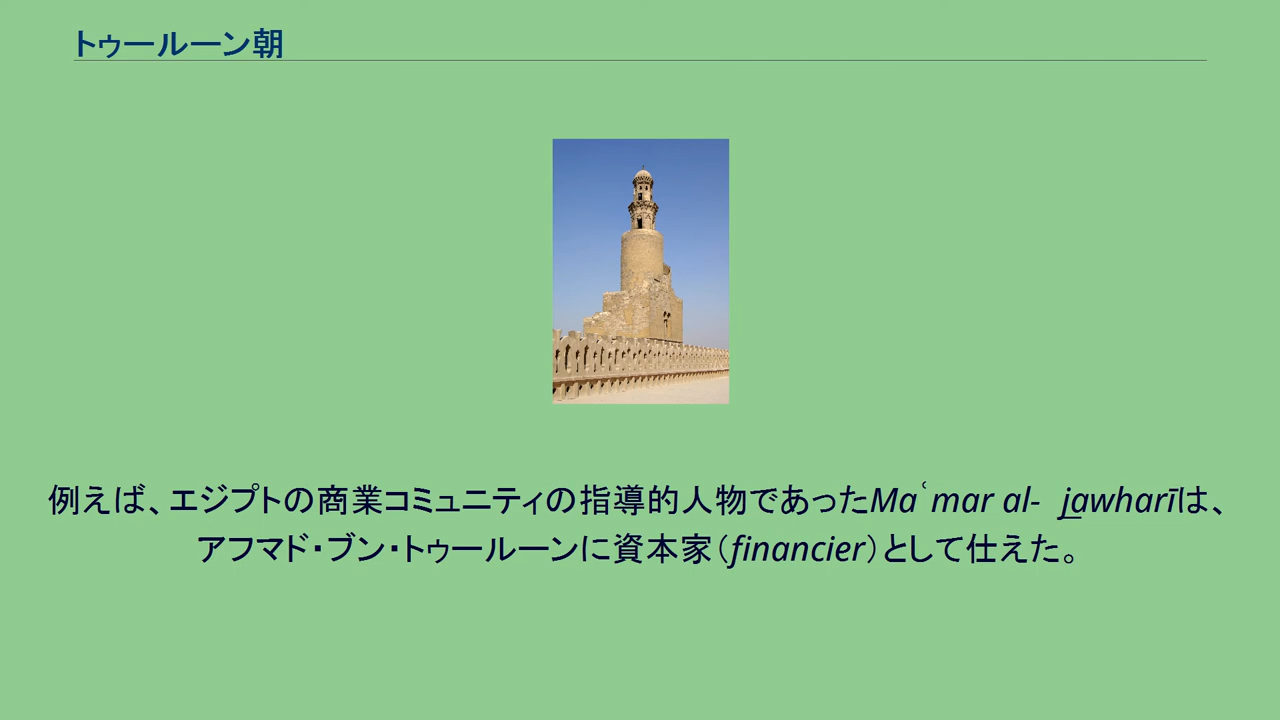 トゥールーン朝
例えば、エジプトの商業コミュニティの指導的人物であったMaʿmar al- j̲awharīは、
アフマド・ブン・トゥールーンに資本家（financier）として仕えた。